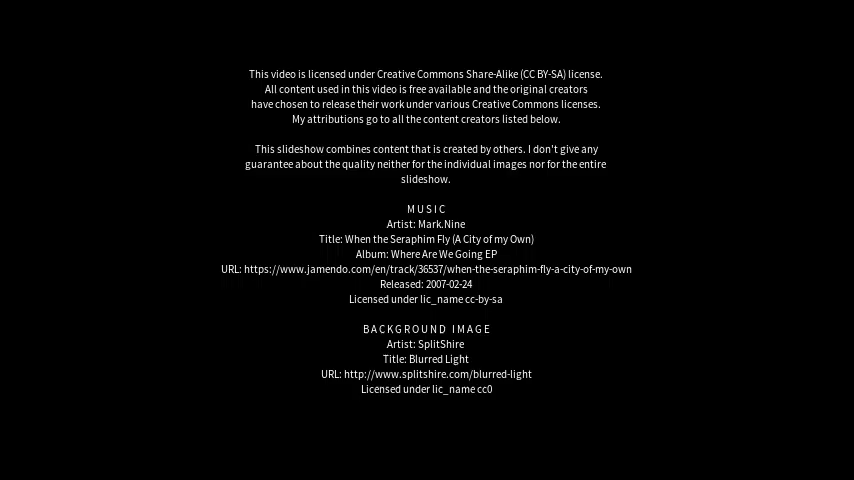 This video is licensed under Creative Commons Share-Alike (CC BY-SA) license.
All content used in this video is free available and the original creators
have chosen to release their work under various Creative Commons licenses.
My attributions go to all the content creators listed below.
This slideshow combines content that is created by others. I don't give any
guarantee about the quality neither for the individual images nor for the entire
slideshow.
MUSIC
Artist: Mark.Nine
Title: When the Seraphim Fly (A City of my Own)
Album: Where Are We Going EP
URL: https://www.jamendo.com/en/track/36537/when-the-seraphim-fly-a-city-of-my-own
Released: 2007-02-24
Licensed under lic_name cc-by-sa
BACKGROUND IMAGE
Artist: SplitShire
Title: Blurred Light
URL: http://www.splitshire.com/blurred-light
Licensed under lic_name cc0